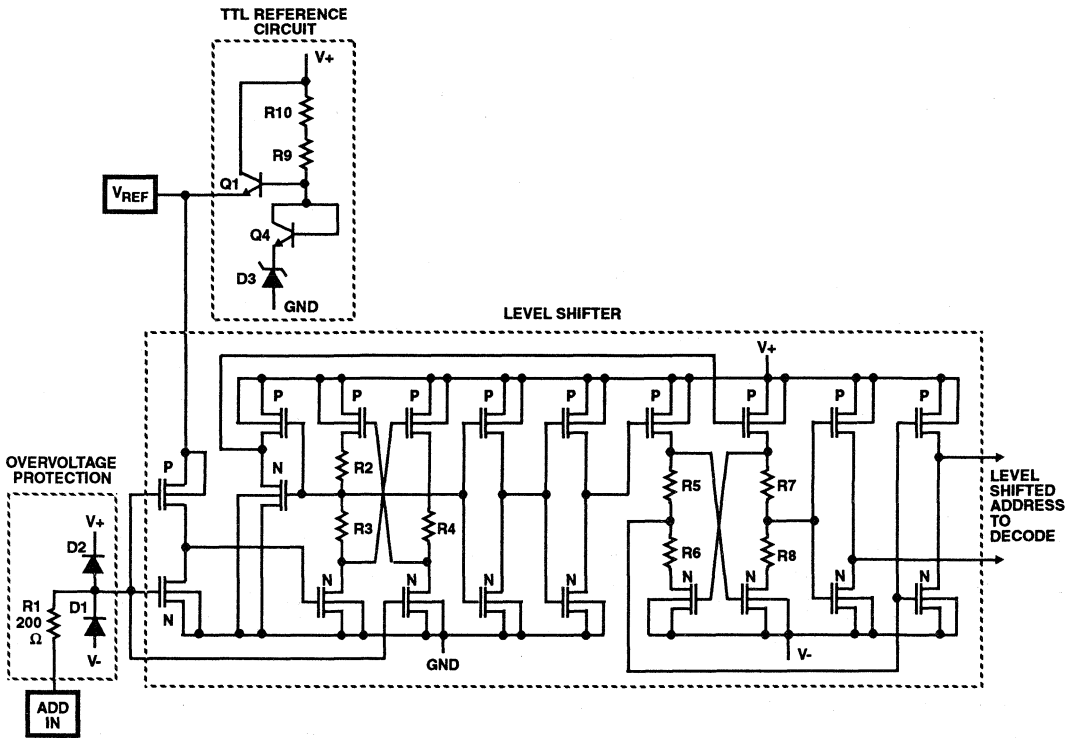 TTL REFERENCE
CIRCUIT
V+
R10
R9
Q1
VREF
Q4
D3
GND
LEVEL SHIFTER
V+
P P P P P P P P P
OVERVOLTAGE
PROTECTION
P
N
R2
R5
R7
LEVEL
SHIFTED
ADDRESS
TO
DECODE
V+
D2
R3
R4
R6
R8
R1
200
Ω
D1
N
N N N N N N N N
V-
GND
V-
ADD
IN